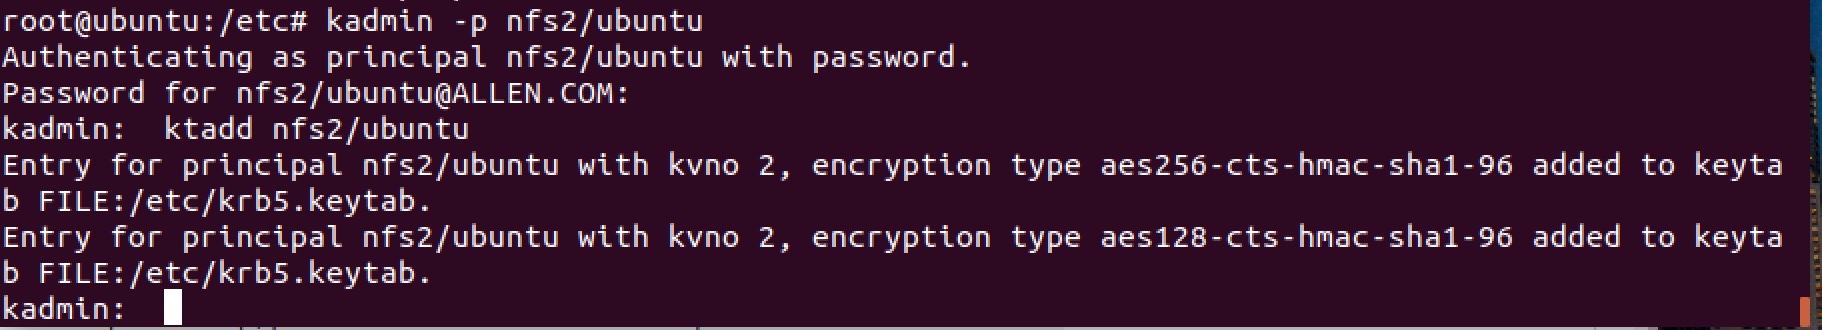 root@ubuntu:/etc# kadmin -p nfs2/ubuntu
Authenticating as principal nfs2/ubuntu with password.
Password for nfs2/ubuntu@ALLEN.COM:
kadmin:  ktadd nfs2/ubuntu
Entry for principal nfs2/ubuntu with kvno 2, encryption type aes256-cts-hmac-sha1-96 added to keyta
b FILE:/etc/krb5.keytab.
Entry for principal nfs2/ubuntu with kvno 2, encryption type aes128-cts-hmac-sha1-96 added to keyta
b FILE:/etc/krb5.keytab.
kadmin: